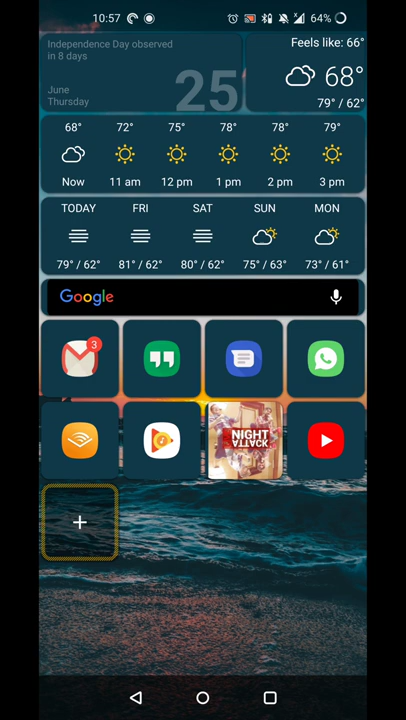 10:57
64%
Independence Day observed
in 8 days
June
Thursday
25
Feels like: 66°
68°
79° / 62°
68° 72° 75° 78° 78° 79°
Now 11 am 12 pm 1 pm 2 pm 3 pm
TODAY FRI SAT SUN MON
79° / 62° 81° / 62° 80° / 62° 75° / 63° 73° / 61°
Google
3
NIGHT
ATTACK
+